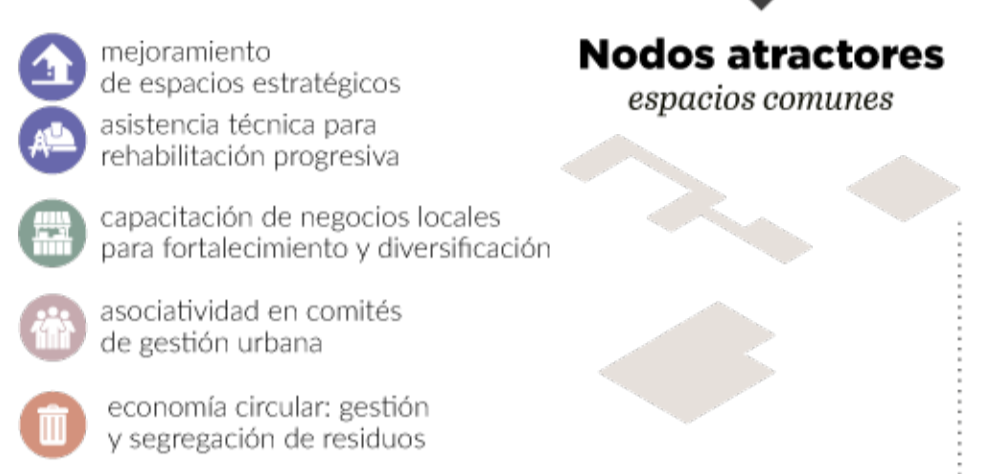 mejoramiento
de espacios estratégicos
asistencia técnica para
rehabilitación progresiva
capacitación de negocios locales
para fortalecimiento y diversificación
asociatividad en comités
de gestión urbana
economía circular: gestión
y segregación de residuos
Nodos atractores
espacios comunes